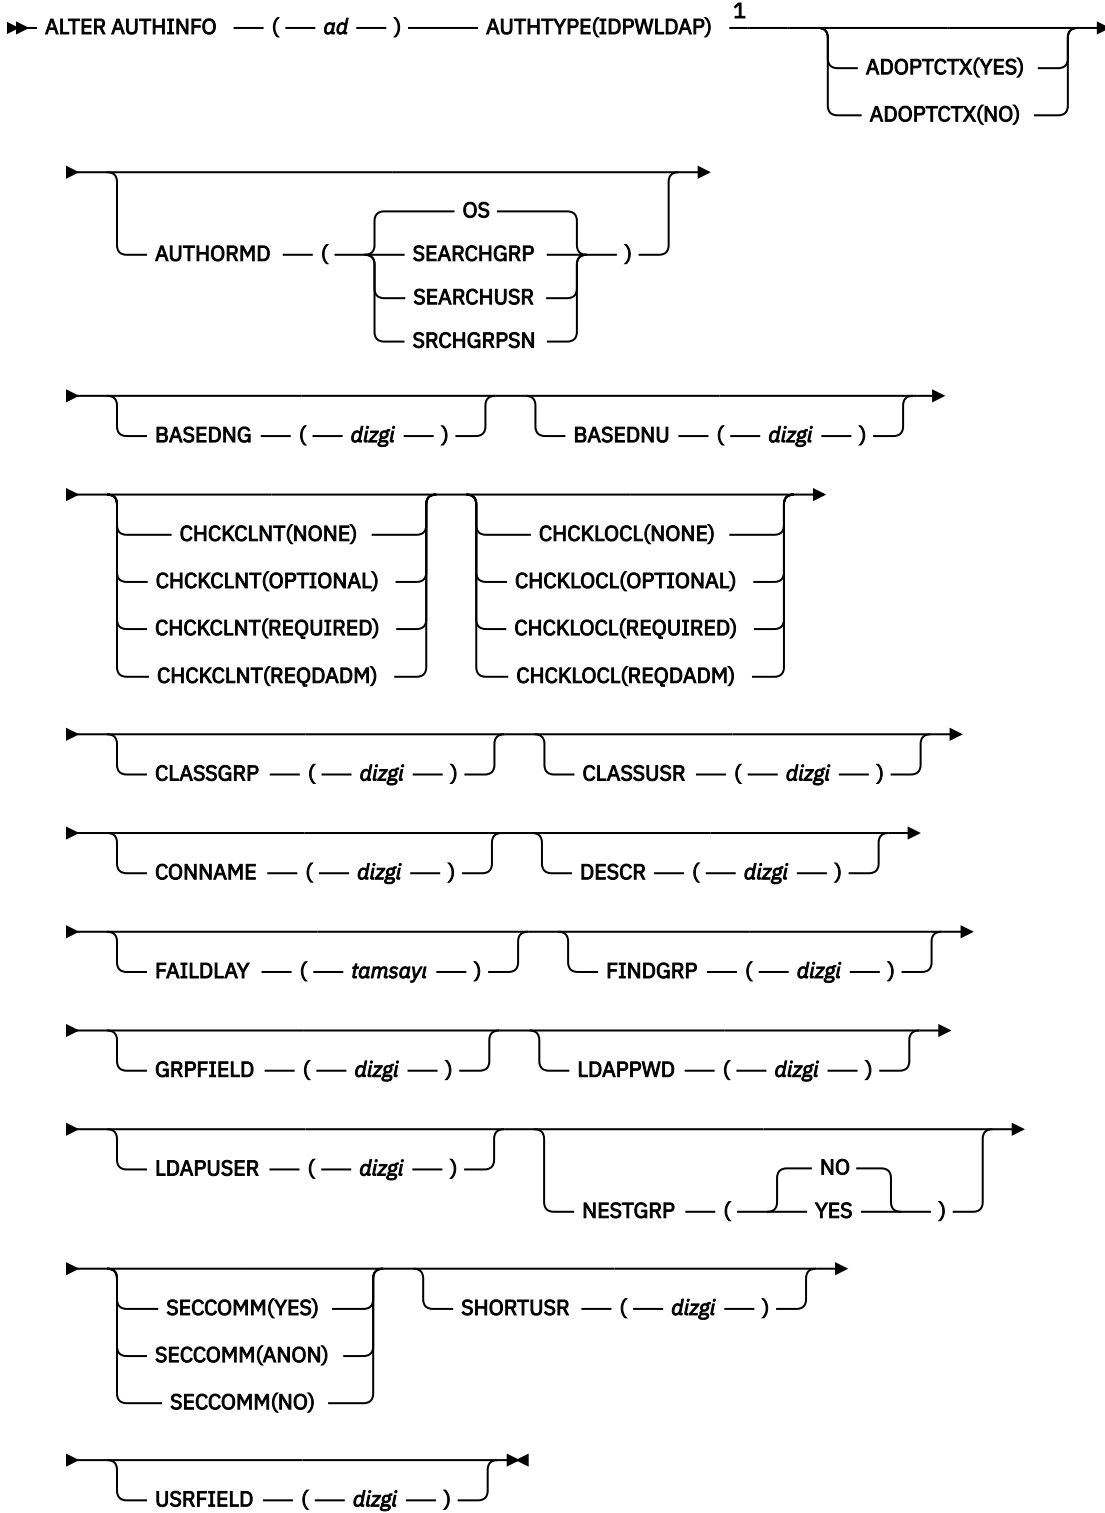 ALTER AUTHINFO ( ad ) AUTHTYPE(IDPWLDAP) 1
ADOPTCTX(YES)
ADOPTCTX(NO)
OS
AUTHORMD ( SEARCHGRP )
SEARCHUSR
SRCHGRPSN
BASEDNG ( dizgi ) BASEDNU ( dizgi )
CHCKCLNT(NONE) CHCKLOCL(NONE)
CHCKCLNT(OPTIONAL) CHCKLOCL(OPTIONAL)
CHCKCLNT(REQUIRED) CHCKLOCL(REQUIRED)
CHCKCLNT(REQDADM) CHCKLOCL(REQDADM)
CLASSGRP ( dizgi ) CLASSUSR ( dizgi )
CONNAME ( dizgi ) DESCR ( dizgi )
FAILDLAY ( tamsayı ) FINDGRP ( dizgi )
GRPFIELD ( dizgi ) LDAPPWD ( dizgi )
NO
LDAPUSER ( dizgi )
NESTGRP ( YES )
SECCOMM(YES) SHORTUSR ( dizgi )
SECCOMM(ANON)
SECCOMM(NO)
USRFIELD ( dizgi )